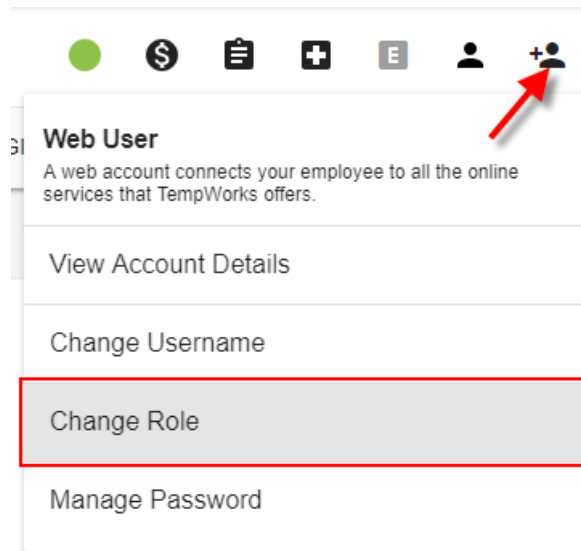 $ E
GI
Web User
A web account connects your employee to all the online
services that TempWorks offers.
View Account Details
Change Username
Change Role
Manage Password